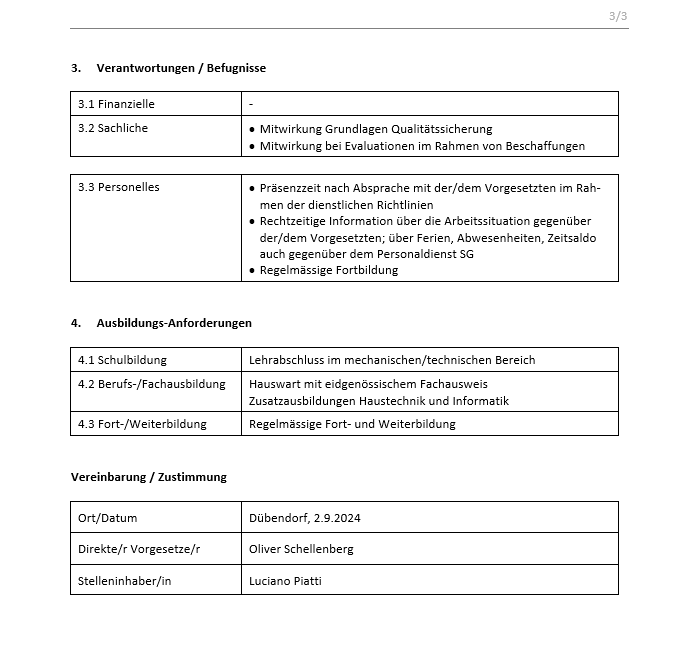 3/3
3. Verantwortungen / Befugnisse
3.1 Finanzielle -
3.2 Sachliche • Mitwirkung Grundlagen Qualitätssicherung
• Mitwirkung bei Evaluationen im Rahmen von Beschaffungen
3.3 Personelles • Präsenzzeit nach Absprache mit der/dem Vorgesetzten im Rah-
men der dienstlichen Richtlinien
• Rechtzeitige Information über die Arbeitssituation gegenüber
der/dem Vorgesetzten; über Ferien, Abwesenheiten, Zeitsaldo
auch gegenüber dem Personaldienst SG
• Regelmässige Fortbildung
4. Ausbildungs-Anforderungen
4.1 Schulbildung Lehrabschluss im mechanischen/technischen Bereich
4.2 Berufs-/Fachausbildung Hauswart mit eidgenössischem Fachausweis
Zusatzausbildungen Haustechnik und Informatik
4.3 Fort-/Weiterbildung Regelmässige Fort- und Weiterbildung
Vereinbarung / Zustimmung
Ort/Datum Dübendorf, 2.9.2024
Direkte/r Vorgesetze/r Oliver Schellenberg
Stelleninhaber/in Luciano Piatti